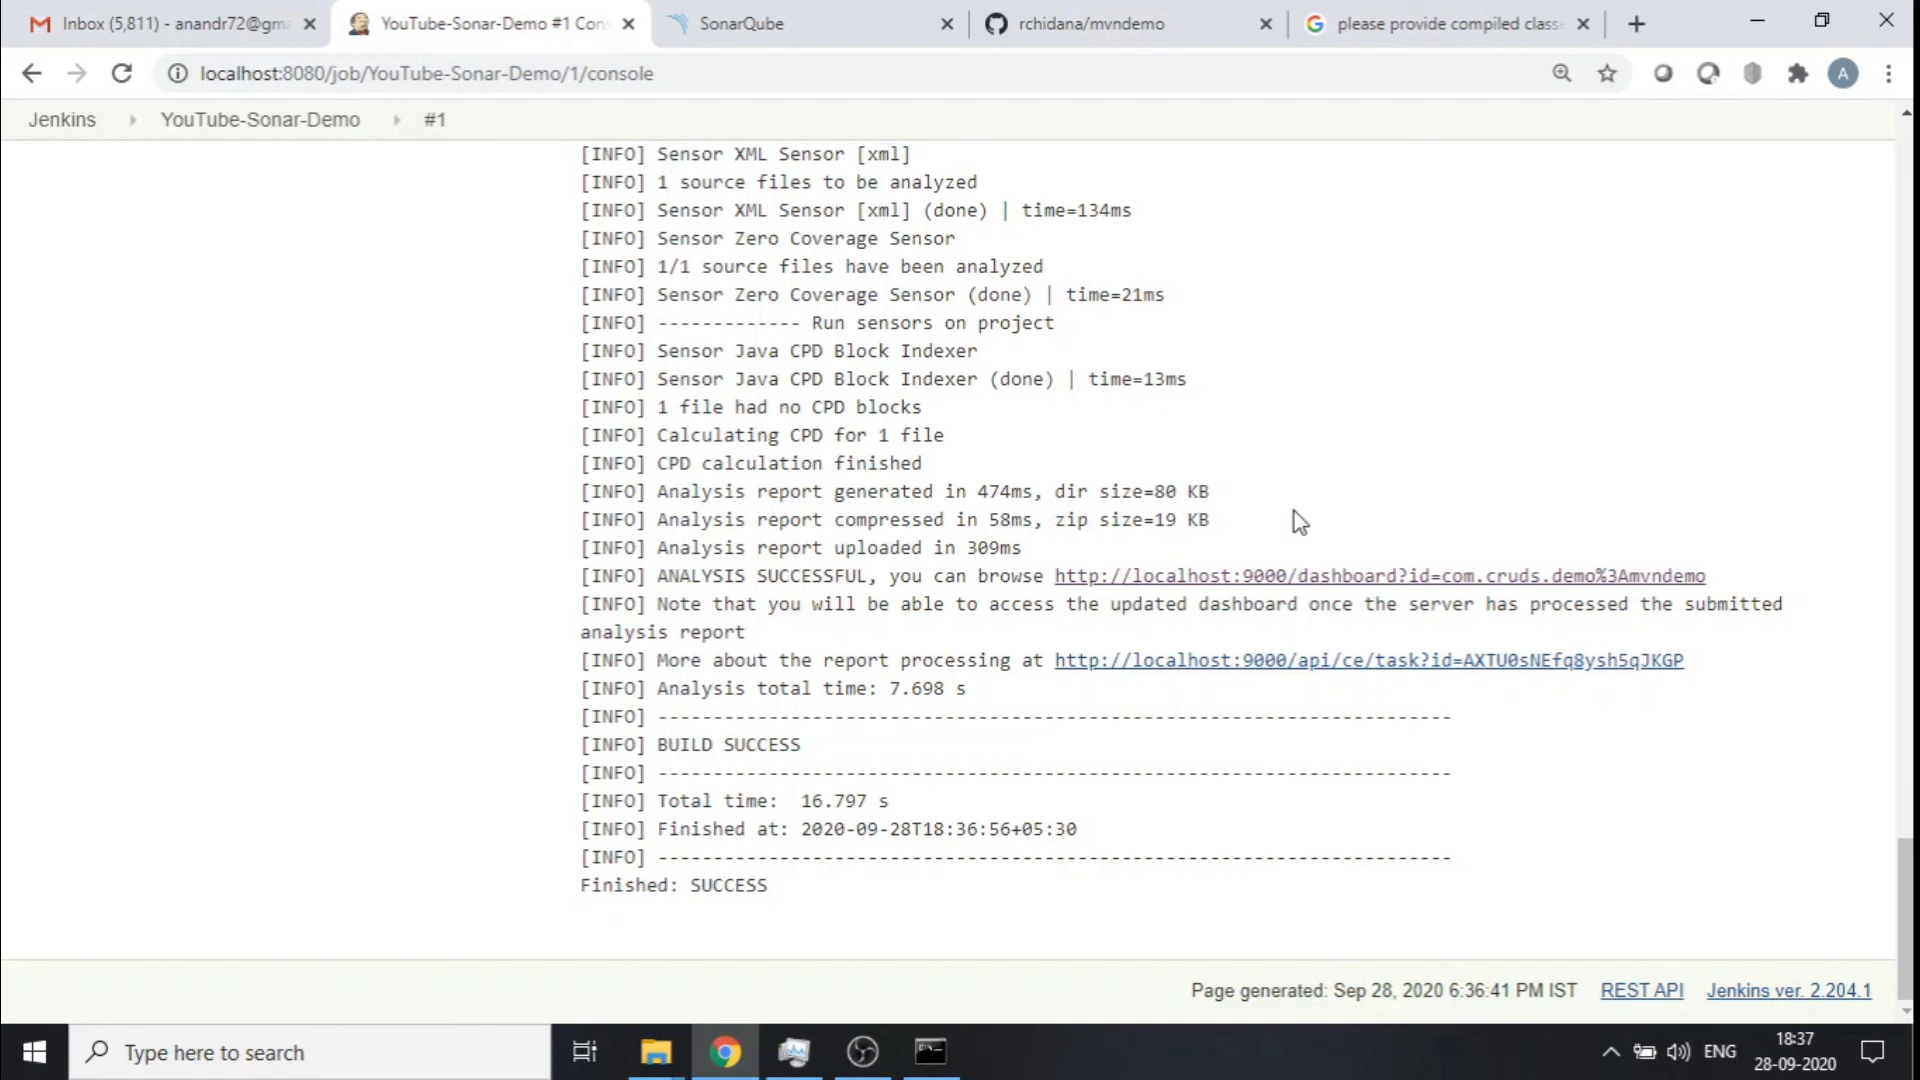 Inbox (5,811) - anandr72@gma
YouTube-Sonar-Demo #1 Cons
SonarQube
rchidana/mvndemo
please provide compiled classe
localhost:8080/job/YouTube-Sonar-Demo/1/console
A
Jenkins
YouTube-Sonar-Demo
#1
[INFO] Sensor XML Sensor [xml]
[INFO] 1 source files to be analyzed
[INFO] Sensor XML Sensor [xml] (done) | time=134ms
[INFO] Sensor Zero Coverage Sensor
[INFO] 1/1 source files have been analyzed
[INFO] Sensor Zero Coverage Sensor (done) | time=21ms
[INFO] ------------- Run sensors on project
[INFO] Sensor Java CPD Block Indexer
[INFO] Sensor Java CPD Block Indexer (done) | time=13ms
[INFO] 1 file had no CPD blocks
[INFO] Calculating CPD for 1 file
[INFO] CPD calculation finished
[INFO] Analysis report generated in 474ms, dir size=80 KB
[INFO] Analysis report compressed in 58ms, zip size=19 KB
[INFO] Analysis report uploaded in 309ms
[INFO] ANALYSIS SUCCESSFUL, you can browse http://localhost:9000/dashboard?id=com.cruds.demo%3Amvndemo
[INFO] Note that you will be able to access the updated dashboard once the server has processed the submitted
analysis report
[INFO] More about the report processing at http://localhost:9000/api/ce/task?id=AXTU0sNEfq8ysh5qJKGP
[INFO] Analysis total time: 7.698 s
[INFO] ------------------------------------------------------------------------
[INFO] BUILD SUCCESS
[INFO] ------------------------------------------------------------------------
[INFO] Total time:  16.797 s
[INFO] Finished at: 2020-09-28T18:36:56+05:30
[INFO] ------------------------------------------------------------------------
Finished: SUCCESS
Page generated: Sep 28, 2020 6:36:41 PM IST
REST API
Jenkins ver. 2.204.1
Type here to search
ENG
18:37
28-09-2020